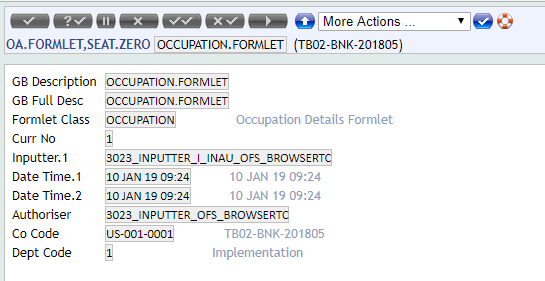 More Actions ...
OA.FORMLET,SEAT.ZERO OCCUPATION.FORMLET (TB02-BNK-201805)
GB Description OCCUPATION.FORMLET
GB Full Desc OCCUPATION.FORMLET
Formlet Class OCCUPATION Occupation Details Formlet
Curr No 1
Inputter.1 3023_INPUTTER_I_INAU_OFS_BROWSERTC
Date Time.1 10 JAN 19 09:24 10 JAN 19 09:24
Date Time.2 10 JAN 19 09:24 10 JAN 19 09:24
Authoriser 3023_INPUTTER_OFS_BROWSERTC
Co Code US-001-0001 TB02-BNK-201805
Dept Code 1 Implementation